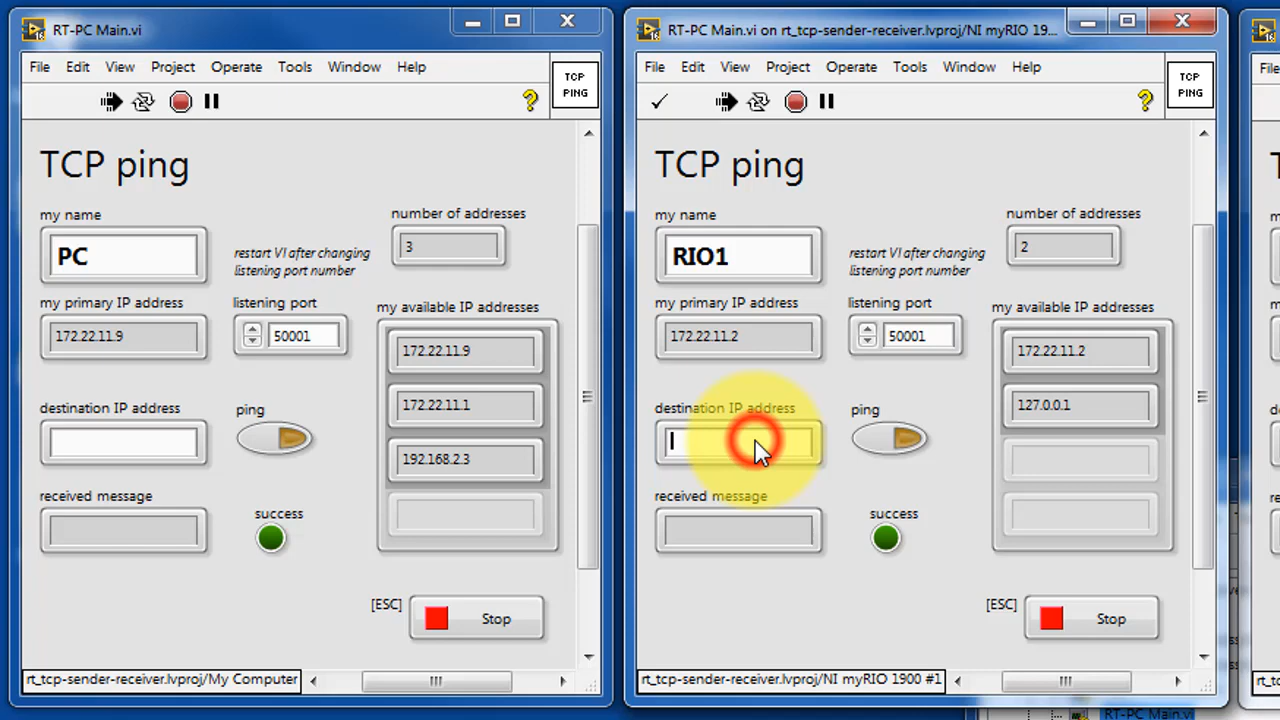 RT-PC Main.vi
File Edit View Project Operate Tools Window Help
TCP
PING
TCP ping
my name
PC
restart VI after changing
listening port number
number of addresses
3
my primary IP address
172.22.11.9
listening port
50001
my available IP addresses
172.22.11.9
172.22.11.1
192.168.2.3
destination IP address
ping
received message
success
[ESC]
Stop
rt_tcp-sender-receiver.lvproj/My Computer
RT-PC Main.vi on rt_tcp-sender-receiver.lvproj/NI myRIO 19...
File Edit View Project Operate Tools Window Help
TCP
PING
TCP ping
my name
RIO1
restart VI after changing
listening port number
number of addresses
2
my primary IP address
172.22.11.2
listening port
50001
my available IP addresses
172.22.11.2
127.0.0.1
destination IP address
ping
received message
success
[ESC]
Stop
rt_tcp-sender-receiver.lvproj/NI myRIO 1900 #1
RT-PC Main.vi
File